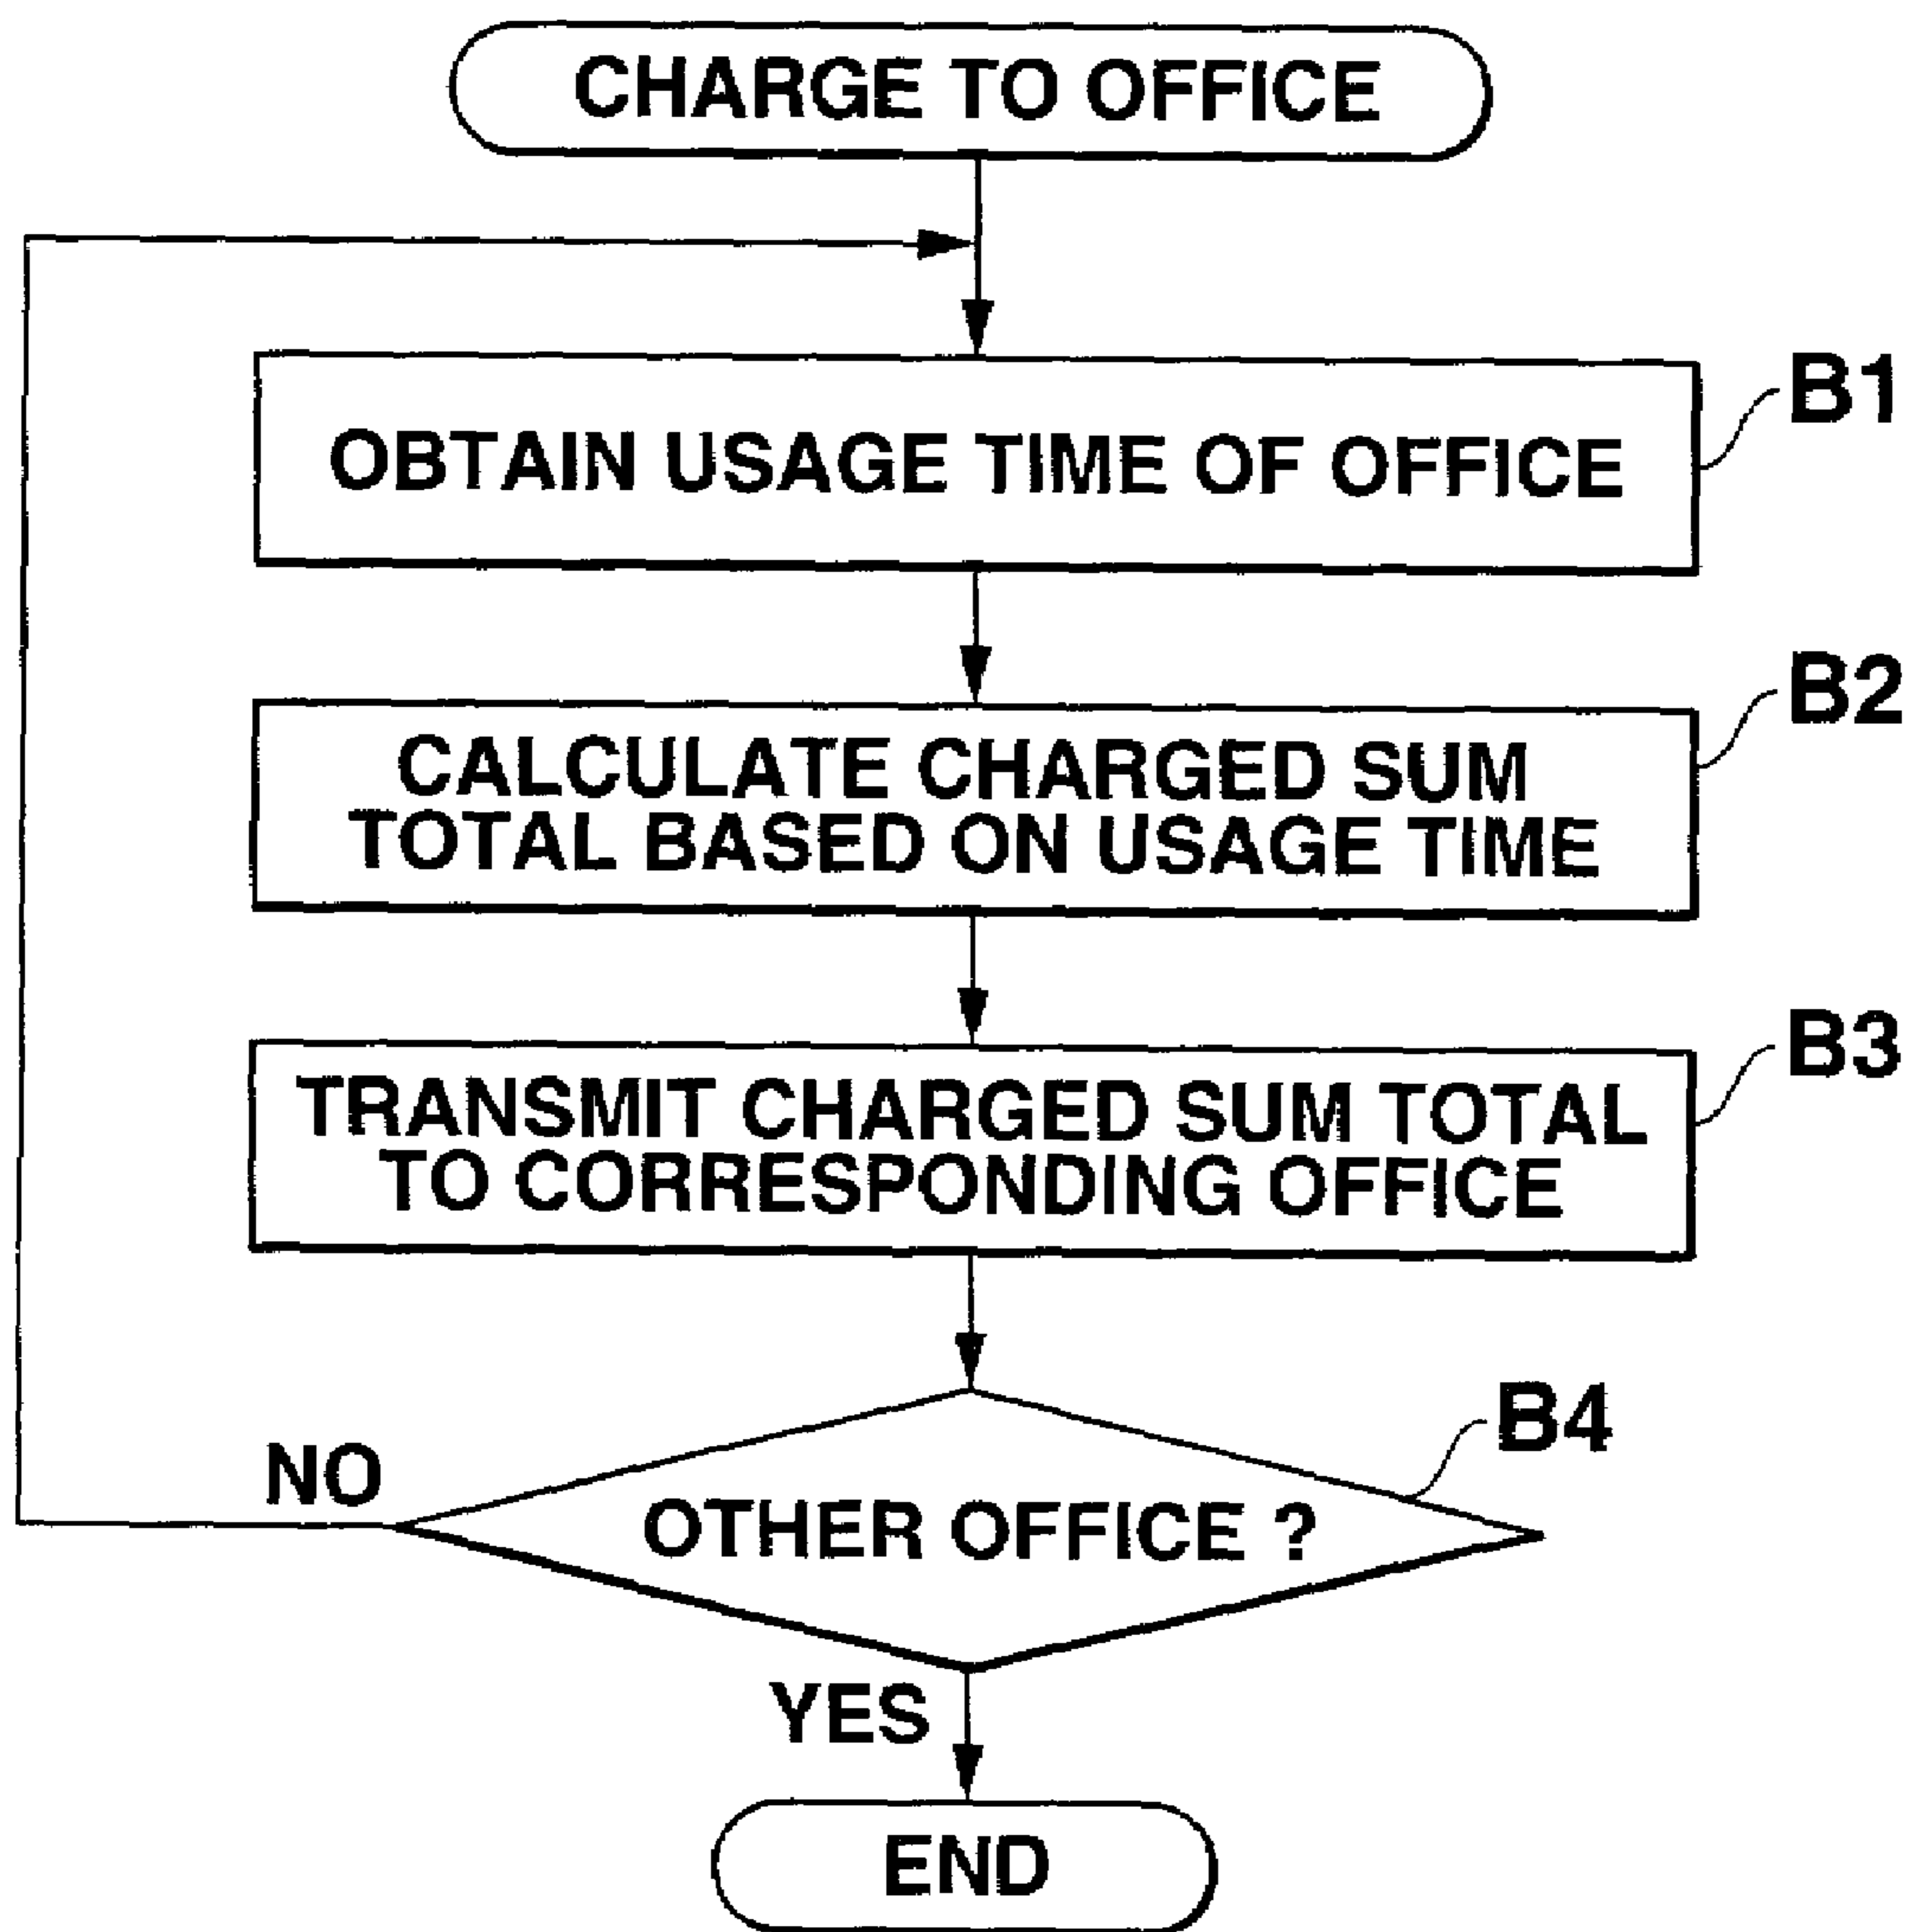 CHARGE TO OFFICE
OBTAIN USAGE TIME OF OFFICE
B1
CALCULATE CHARGED SUM
TOTAL BASED ON USAGE TIME
B2
TRANSMIT CHARGED SUM TOTAL
TO CORRESPONDING OFFICE
B3
OTHER OFFICE ?
B4
NO
YES
END